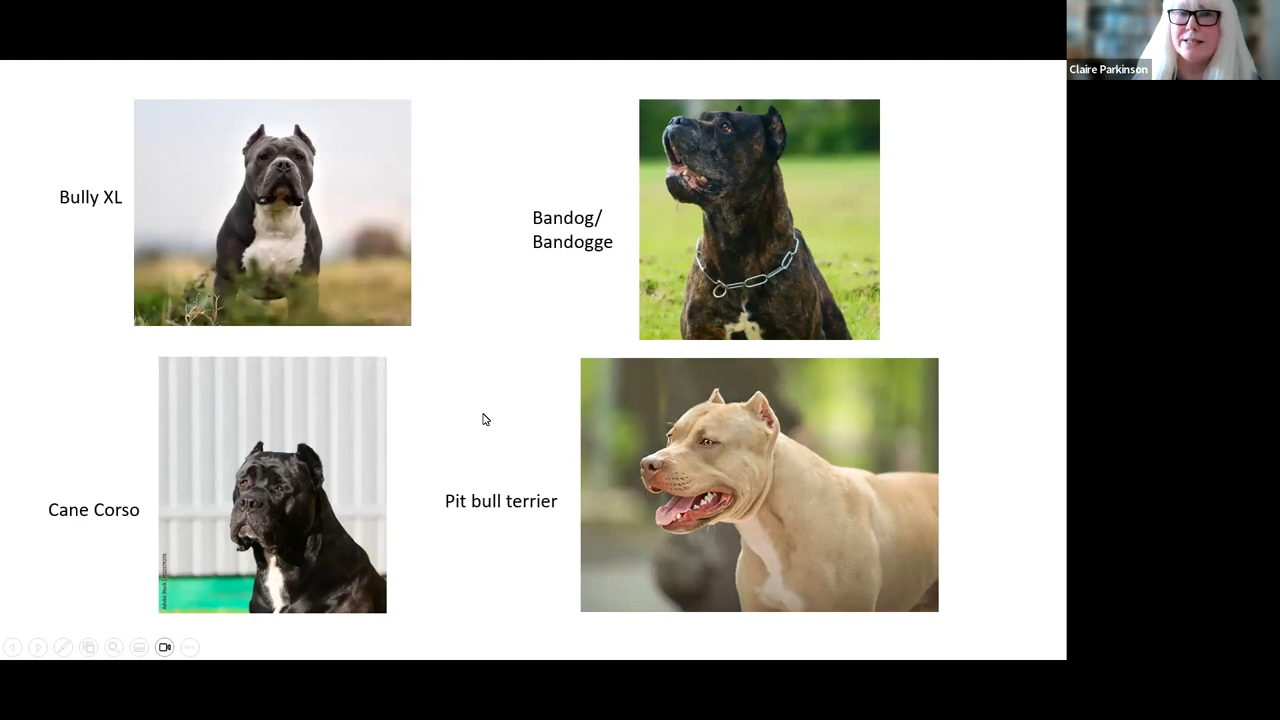 Claire Parkinson
Bully XL
Bandog/
Bandogge
Cane Corso
Pit bull terrier